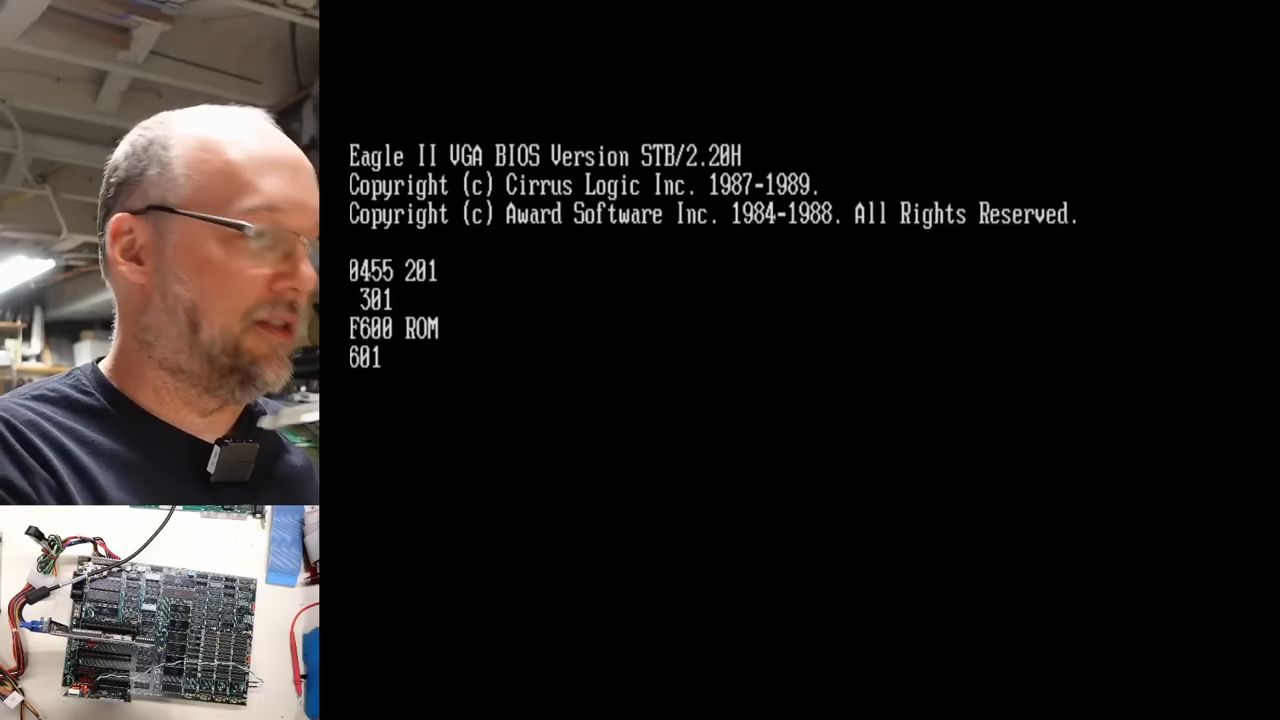 Eagle II VGA BIOS Version STB/2.20H
Copyright (c) Cirrus Logic Inc. 1987-1989.
Copyright (c) Award Software Inc. 1984-1988. All Rights Reserved.
0455 201
301
F600 ROM
601